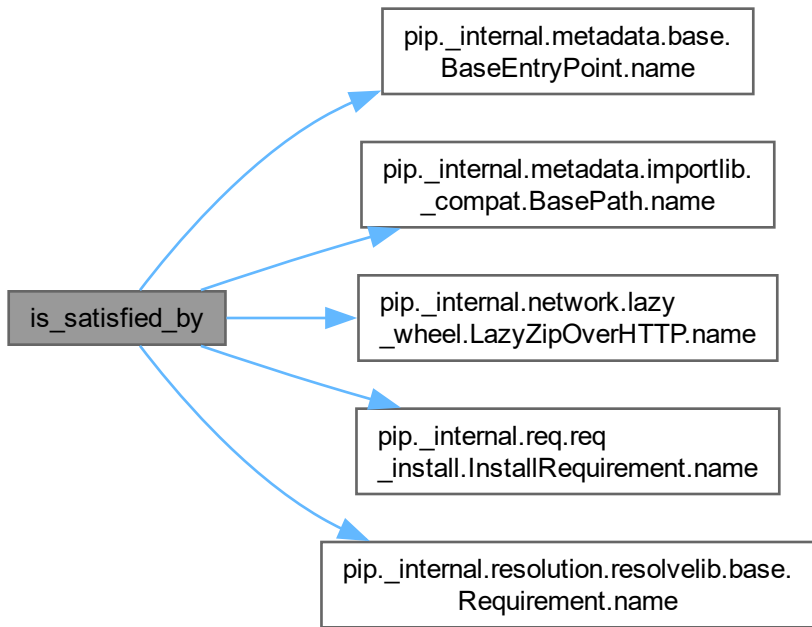 pip._internal.metadata.base.
BaseEntryPoint.name
pip._internal.metadata.importlib.
_compat.BasePath.name
is_satisfied_by
pip._internal.network.lazy
_wheel.LazyZipOverHTTP.name
pip._internal.req.req
_install.InstallRequirement.name
pip._internal.resolution.resolvelib.base.
Requirement.name